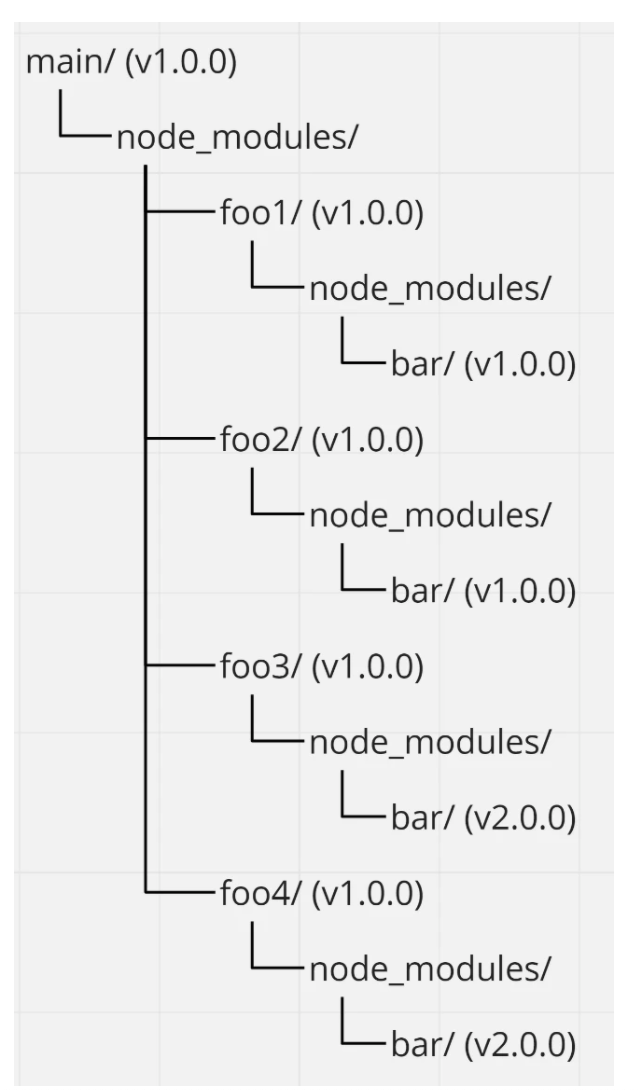 main/ (v1.0.0)
node_modules/
foo1/ (v1.0.0)
node_modules/
bar/ (v1.0.0)
foo2/ (v1.0.0)
node_modules/
bar/ (v1.0.0)
foo3/ (v1.0.0)
node_modules/
bar/ (v2.0.0)
foo4/ (v1.0.0)
node_modules/
bar/ (v2.0.0)